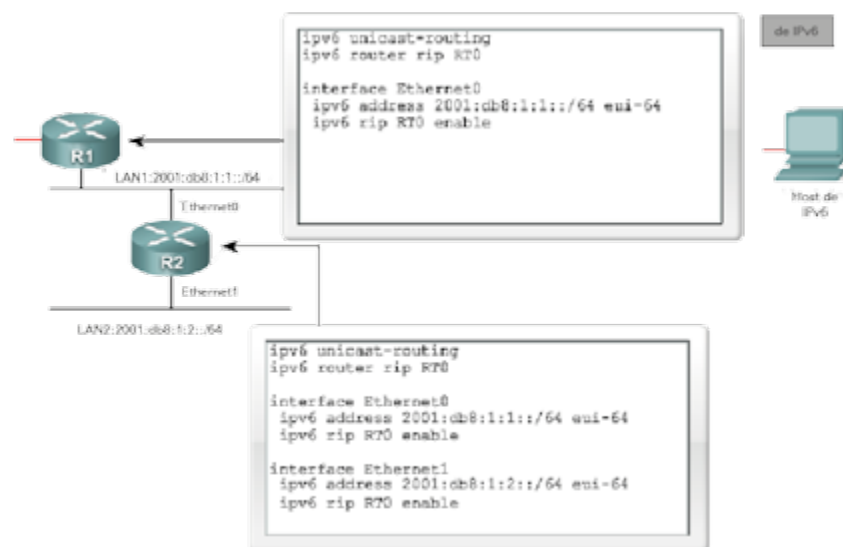 ipv6 unicast-routing
ipv6 router rip RT0
interface Ethernet0
ipv6 address 2001:db8:1:1::/64 eui-64
ipv6 rip RT0 enable
de IPv6
R1
LAN1:2001:db8:1:1::/64
Ethernet0
R2
Ethernet1
LAN2:2001:db8:1:2::/64
Host de
IPv6
ipv6 unicast-routing
ipv6 router rip RT0
interface Ethernet0
ipv6 address 2001:db8:1:1::/64 eui-64
ipv6 rip RT0 enable
interface Ethernet1
ipv6 address 2001:db8:1:2::/64 eui-64
ipv6 rip RT0 enable